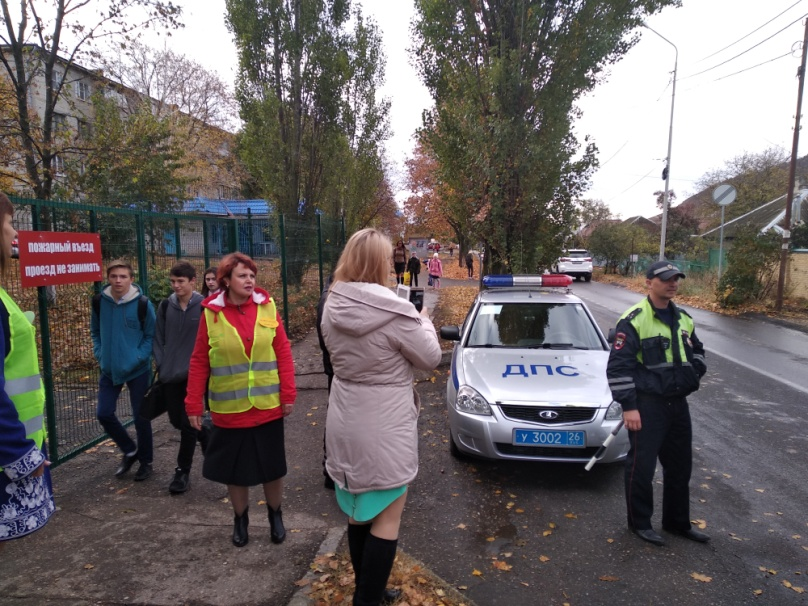 пожарный въезд
проезд не занимать
ДПС
У 3002 26